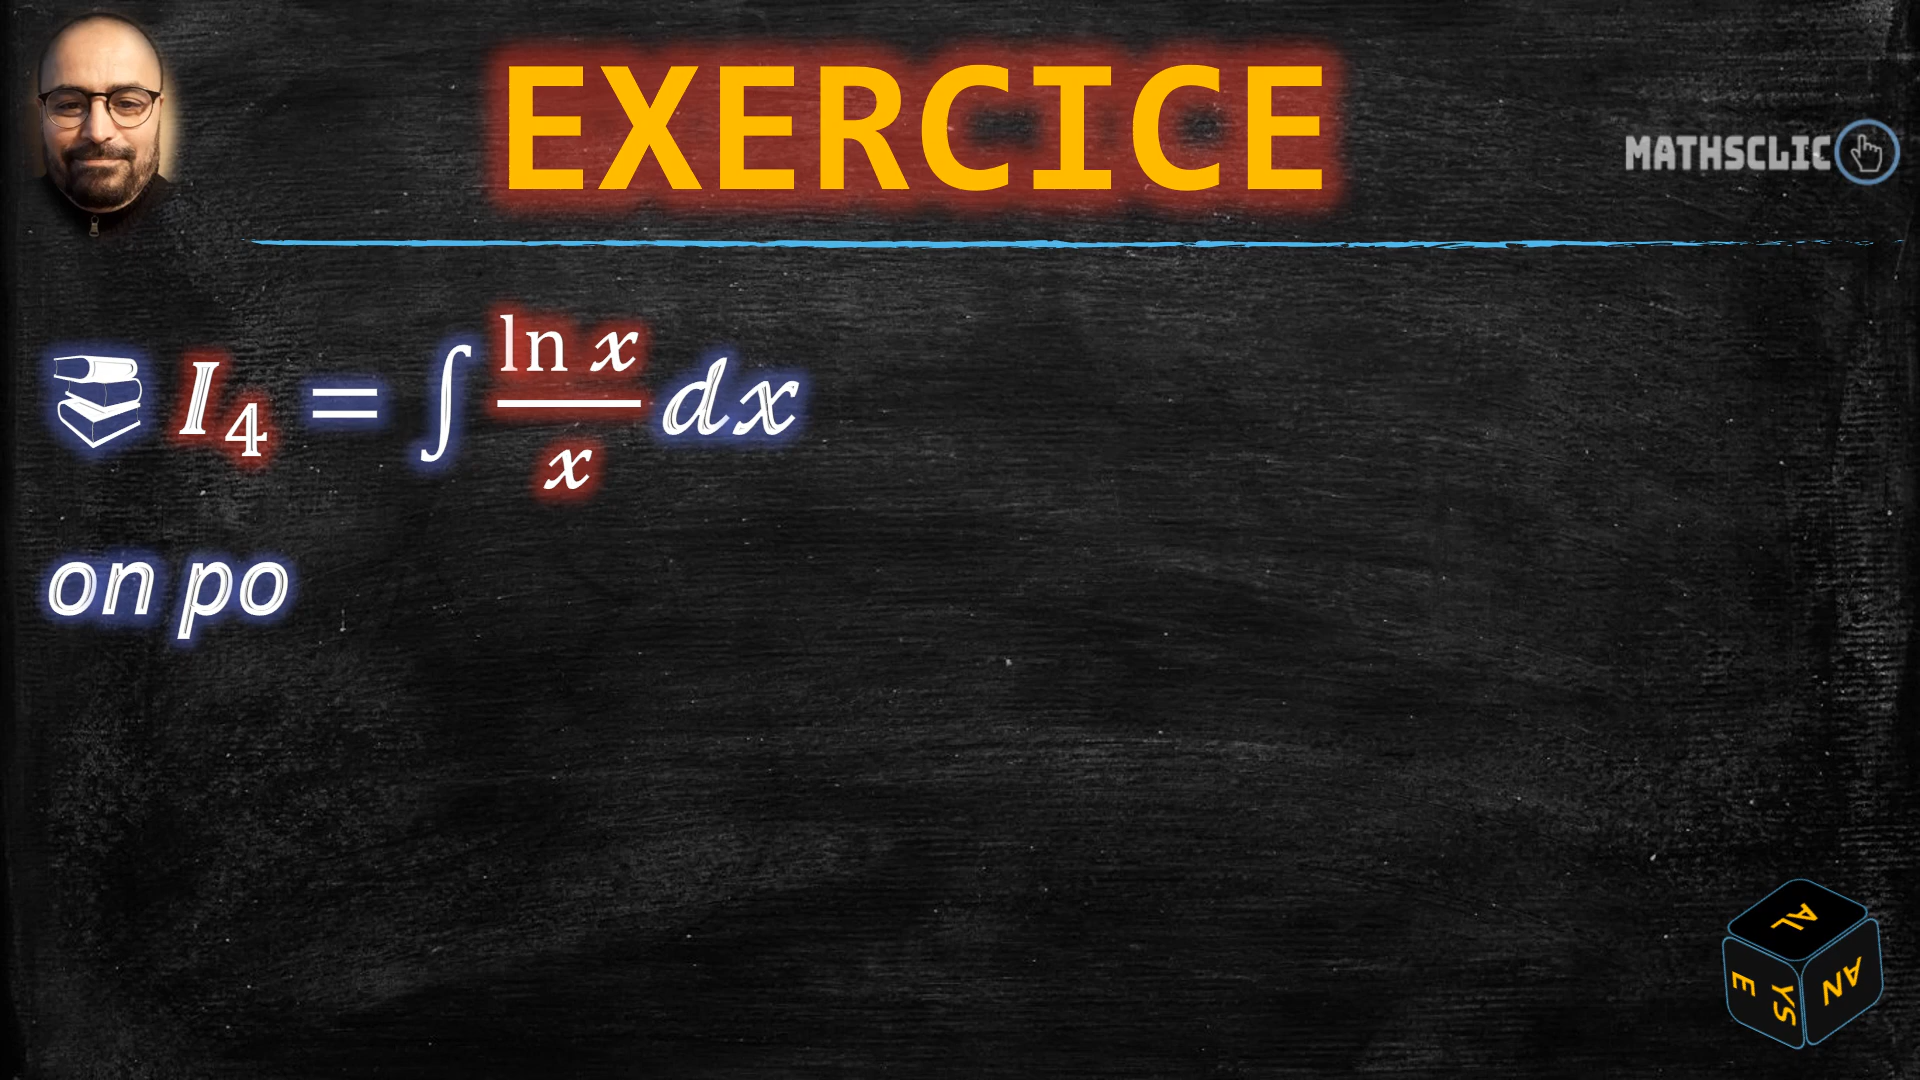 EXERCICE
MATHSCLIC
I₄ = ∫ ln x / x dx
on po
AL
AN
YS
E